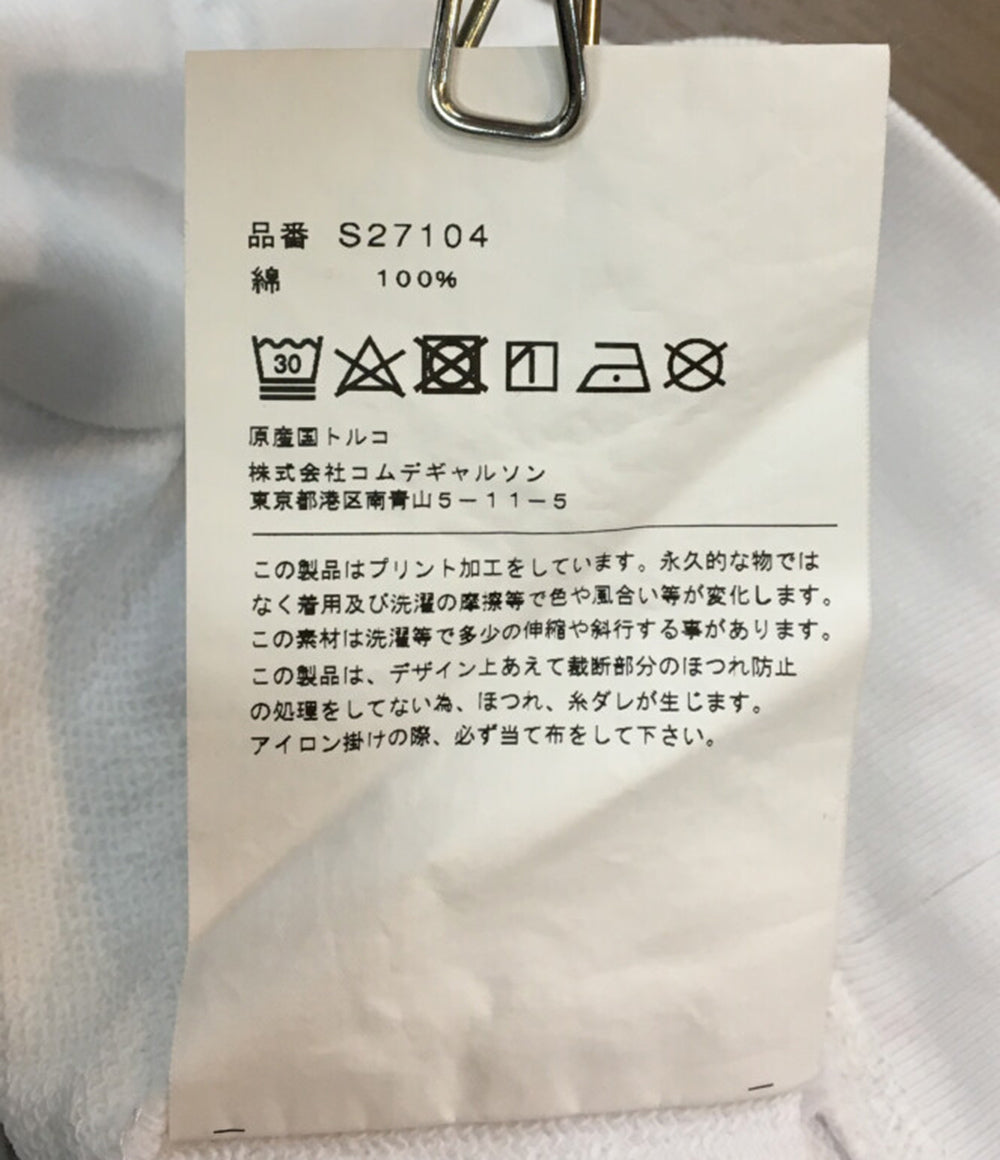 品番 S27104
綿 100%
30
原産国トルコ
株式会社コムデギャルソン
東京都港区南青山5-11-5
この製品はプリント加工をしています。永久的な物では
なく着用及び洗濯の摩擦等で色や風合い等が変化します。
この素材は洗濯等で多少の伸縮や斜行する事があります。
この製品は、デザイン上あえて裁断部分のほつれ防止
の処理をしてない為、ほつれ、糸ダレが生じます。
アイロン掛けの際、必ず当て布をして下さい。